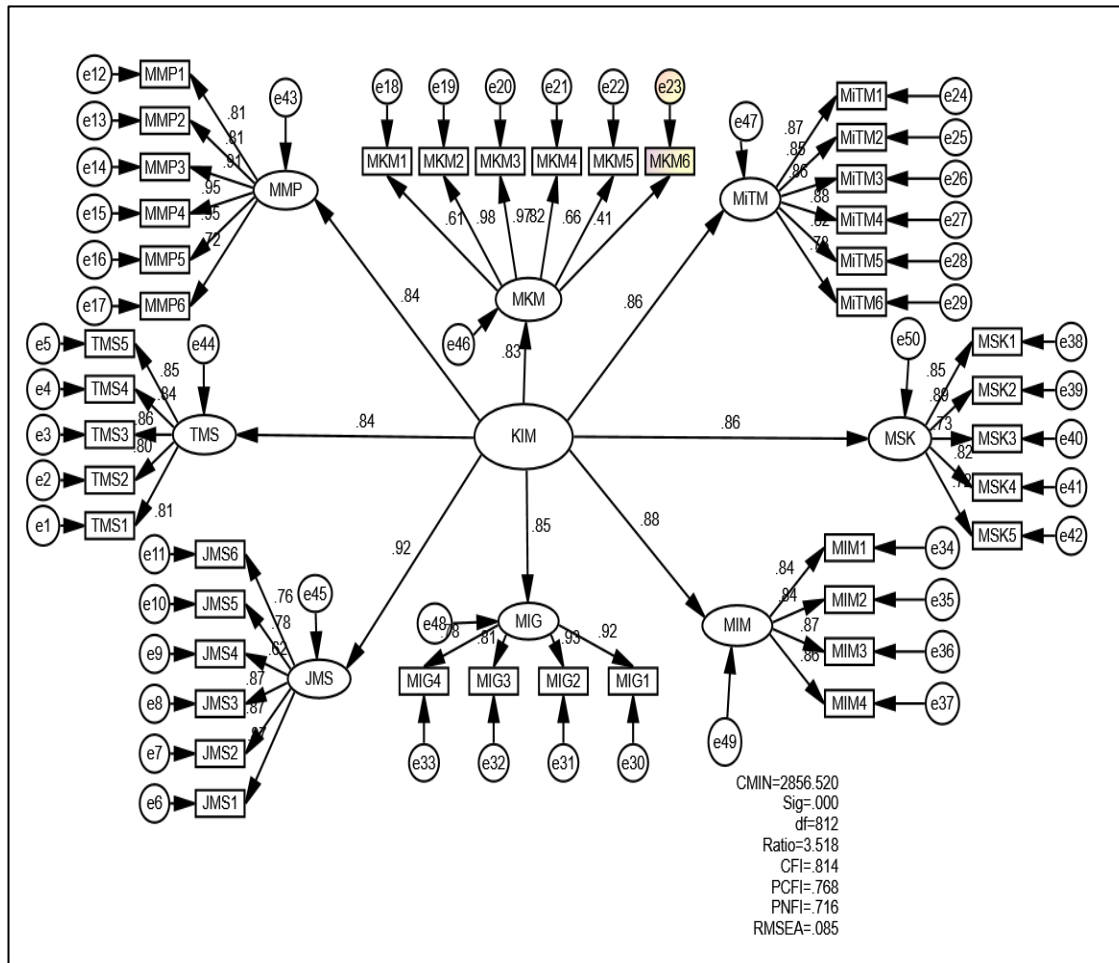 e12
MMP1
e13
MMP2
e14
MMP3
e15
MMP4
e16
MMP5
e17
MMP6
.81
.81
.91
.95
.95
.72
e43
MMP
e18
e19
e20
e21
e22
e23
MKM1
MKM2
MKM3
MKM4
MKM5
MKM6
.61
.98
.97
.82
.66
.41
MKM
e46
e47
MiTM
.87
.85
.86
.88
.82
MiTM1
e24
MiTM2
e25
MiTM3
e26
MiTM4
e27
MiTM5
e28
MiTM6
e29
.84
.83
.86
e5
TMS5
e4
TMS4
e3
TMS3
e2
TMS2
e1
TMS1
.85
.84
.86
.80
.81
e44
TMS
.84
KIM
.86
e50
MSK
.85
.89
.73
.82
MSK1
e38
MSK2
e39
MSK3
e40
MSK4
e41
MSK5
e42
.92
.85
.88
e11
JMS6
e10
JMS5
e9
JMS4
e8
JMS3
e7
JMS2
e6
JMS1
.76
.78
.62
.87
.87
e45
JMS
e48
MIG
.78
.81
.93
.92
MIG4
MIG3
MIG2
MIG1
e33
e32
e31
e30
MIM
e49
.84
.84
.87
.86
MIM1
e34
MIM2
e35
MIM3
e36
MIM4
e37
CMIN=2856.520
Sig=.000
df=812
Ratio=3.518
CFI=.814
PCFI=.768
PNFI=.716
RMSEA=.085